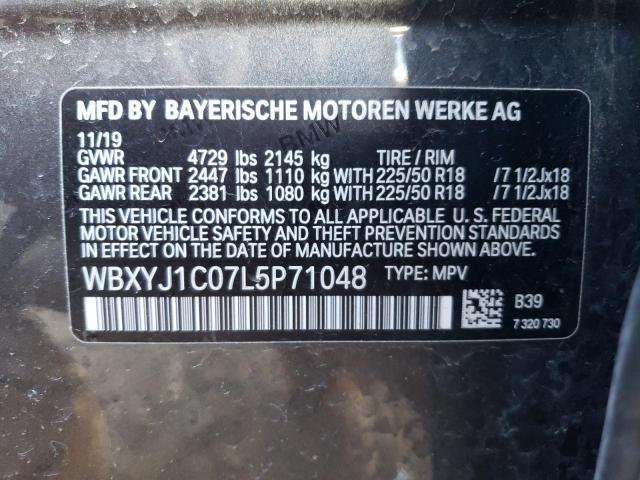 MFD BY BAYERISCHE MOTOREN WERKE AG
11/19
GVWR 4729 lbs 2145 kg TIRE / RIM
GAWR FRONT 2447 lbs 1110 kg WITH 225/50 R18 /7 1/2Jx18
GAWR REAR 2381 lbs 1080 kg WITH 225/50 R18 /7 1/2Jx18
THIS VEHICLE CONFORMS TO ALL APPLICABLE U. S. FEDERAL
MOTOR VEHICLE SAFETY AND THEFT PREVENTION STANDARDS
IN EFFECT ON THE DATE OF MANUFACTURE SHOWN ABOVE.
WBXYJ1C07L5P71048 TYPE: MPV
B39
7 320 730
BMW